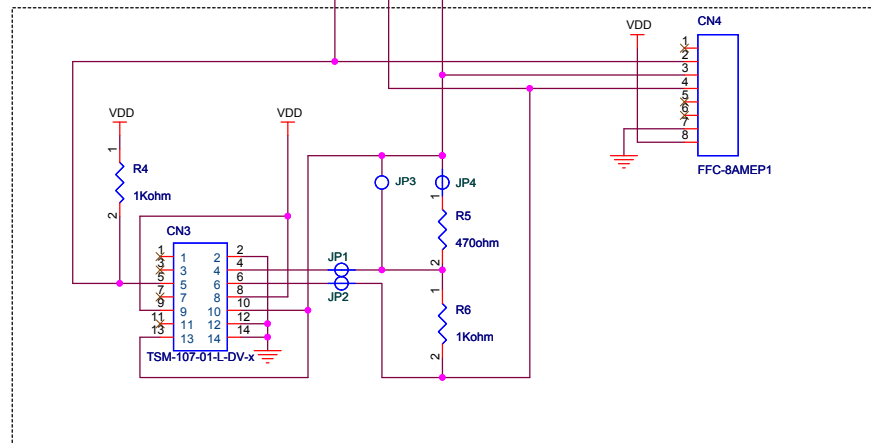 CN4
VDD
1
2
3
4
5
6
7
8
FFC-8AMEP1
VDD
VDD
1
R4
1Kohm
2
JP3
JP4
1
R5
470ohm
2
CN3
JP1
JP2
1 1 2 2
3 3 4 4
5 5 6 6
7 7 8 8
9 9 10 10
11 11 12 12
13 13 14 14
TSM-107-01-L-DV-x
1
R6
1Kohm
2